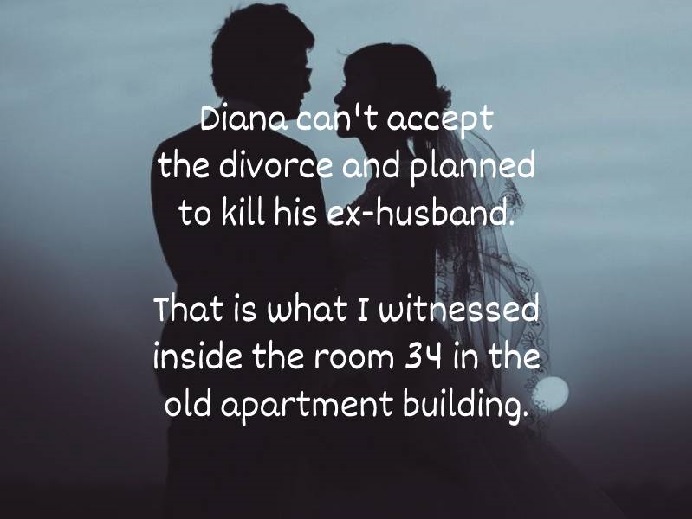 Diana can't accept
the divorce and planned
to kill his ex-husband.
That is what I witnessed
inside the room 34 in the
old apartment building.